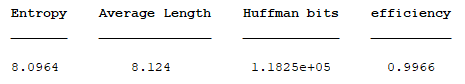 Entropy Average Length Huffman bits efficiency
8.0964 8.124 1.1825e+05 0.9966